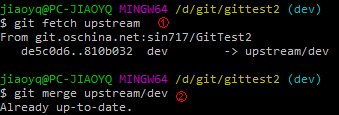 jiaoyq@PC-JIAOYQ MINGW64 /d/git/gittest2 (dev)
$ git fetch upstream ①
From git.oschina.net:sin717/GitTest2
de5c0d6..810b032 dev -> upstream/dev
jiaoyq@PC-JIAOYQ MINGW64 /d/git/gittest2 (dev)
$ git merge upstream/dev ②
Already up-to-date.